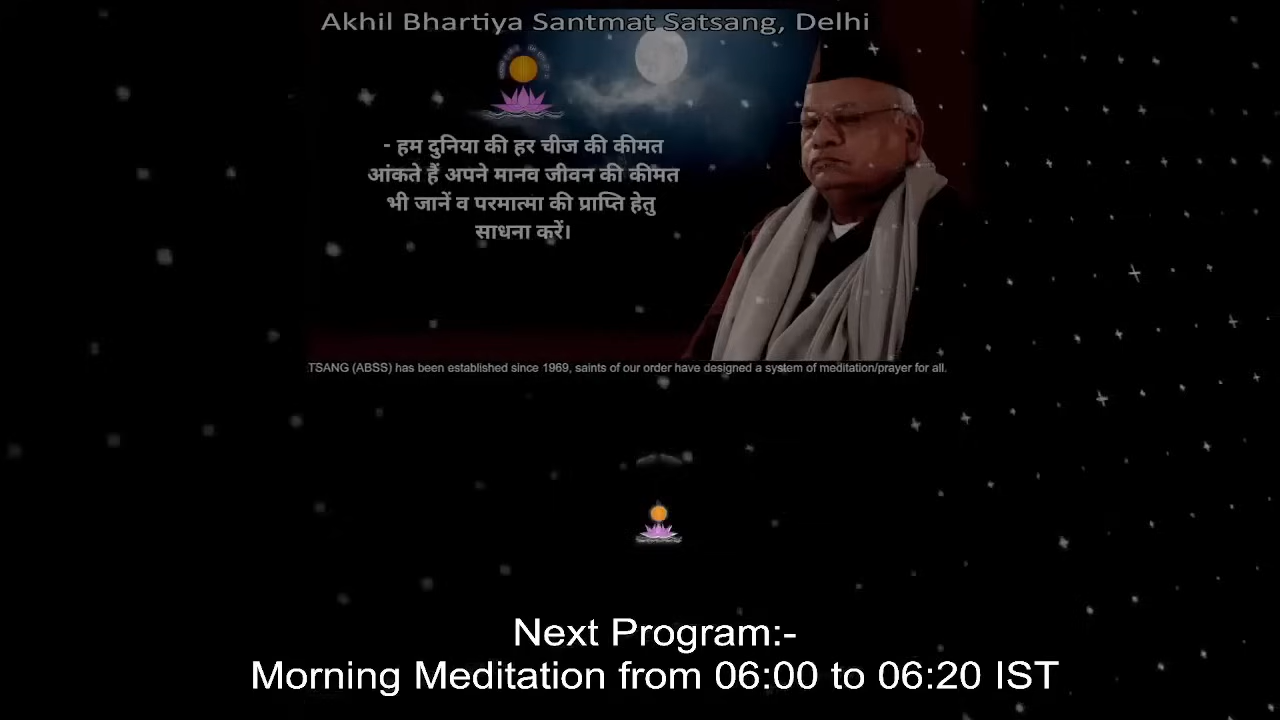 Akhil Bhartiya Santmat Satsang, Delhi
- हम दुनिया की हर चीज की कीमत
आंकते हैं अपने मानव जीवन की कीमत
भी जानें व परमात्मा की प्राप्ति हेतु
साधना करें।
TSANG (ABSS) has been established since 1969, saints of our order have designed a system of meditation/prayer for all.
Next Program:-
Morning Meditation from 06:00 to 06:20 IST